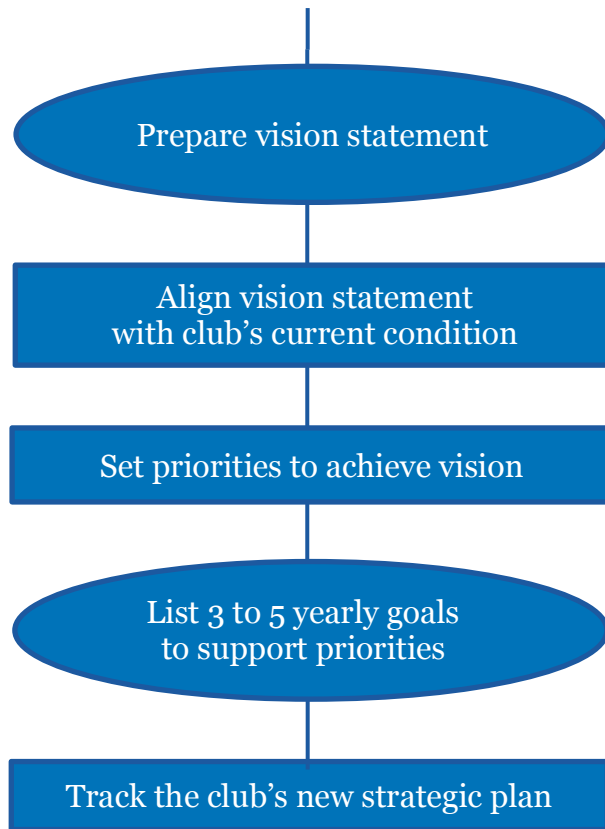 Prepare vision statement
Align vision statement
with club’s current condition
Set priorities to achieve vision
List 3 to 5 yearly goals
to support priorities
Track the club’s new strategic plan